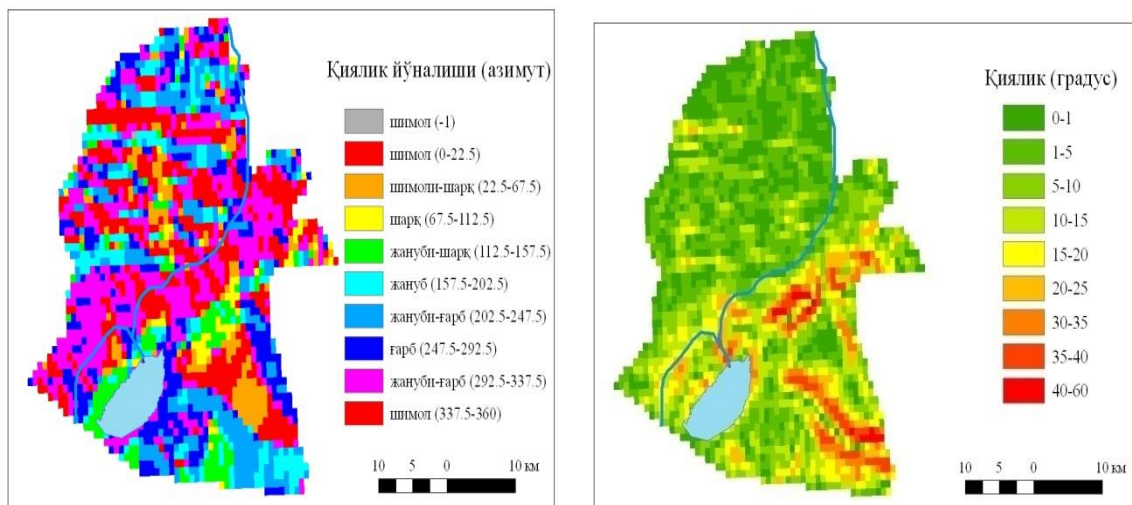 Қиялик йўналиши (азимут)
шимол (-1)
шимол (0-22.5)
шимоли-шарқ (22.5-67.5)
шарқ (67.5-112.5)
жануби-шарқ (112.5-157.5)
жануб (157.5-202.5)
жануби-ғарб (202.5-247.5)
ғарб (247.5-292.5)
жануби-ғарб (292.5-337.5)
шимол (337.5-360)
10 5 0 10 км
Қиялик (градус)
0-1
1-5
5-10
10-15
15-20
20-25
30-35
35-40
40-60
10 5 0 10 км